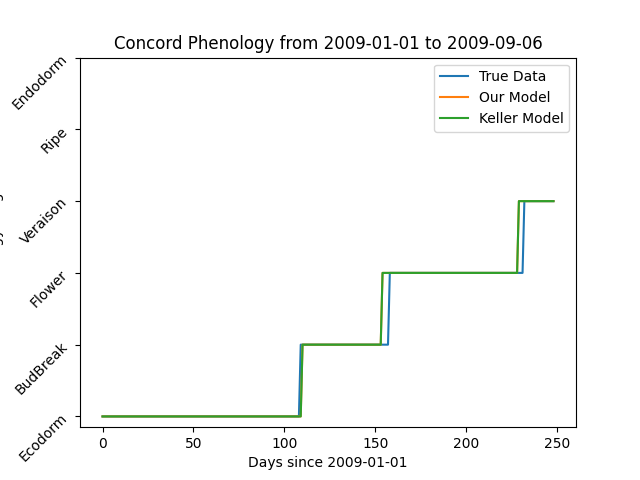 Concord Phenology from 2009-01-01 to 2009-09-06
True Data
Our Model
Keller Model
Endodorm
Ripe
Veraison
Flower
BudBreak
Ecodorm
0 50 100 150 200 250
Days since 2009-01-01